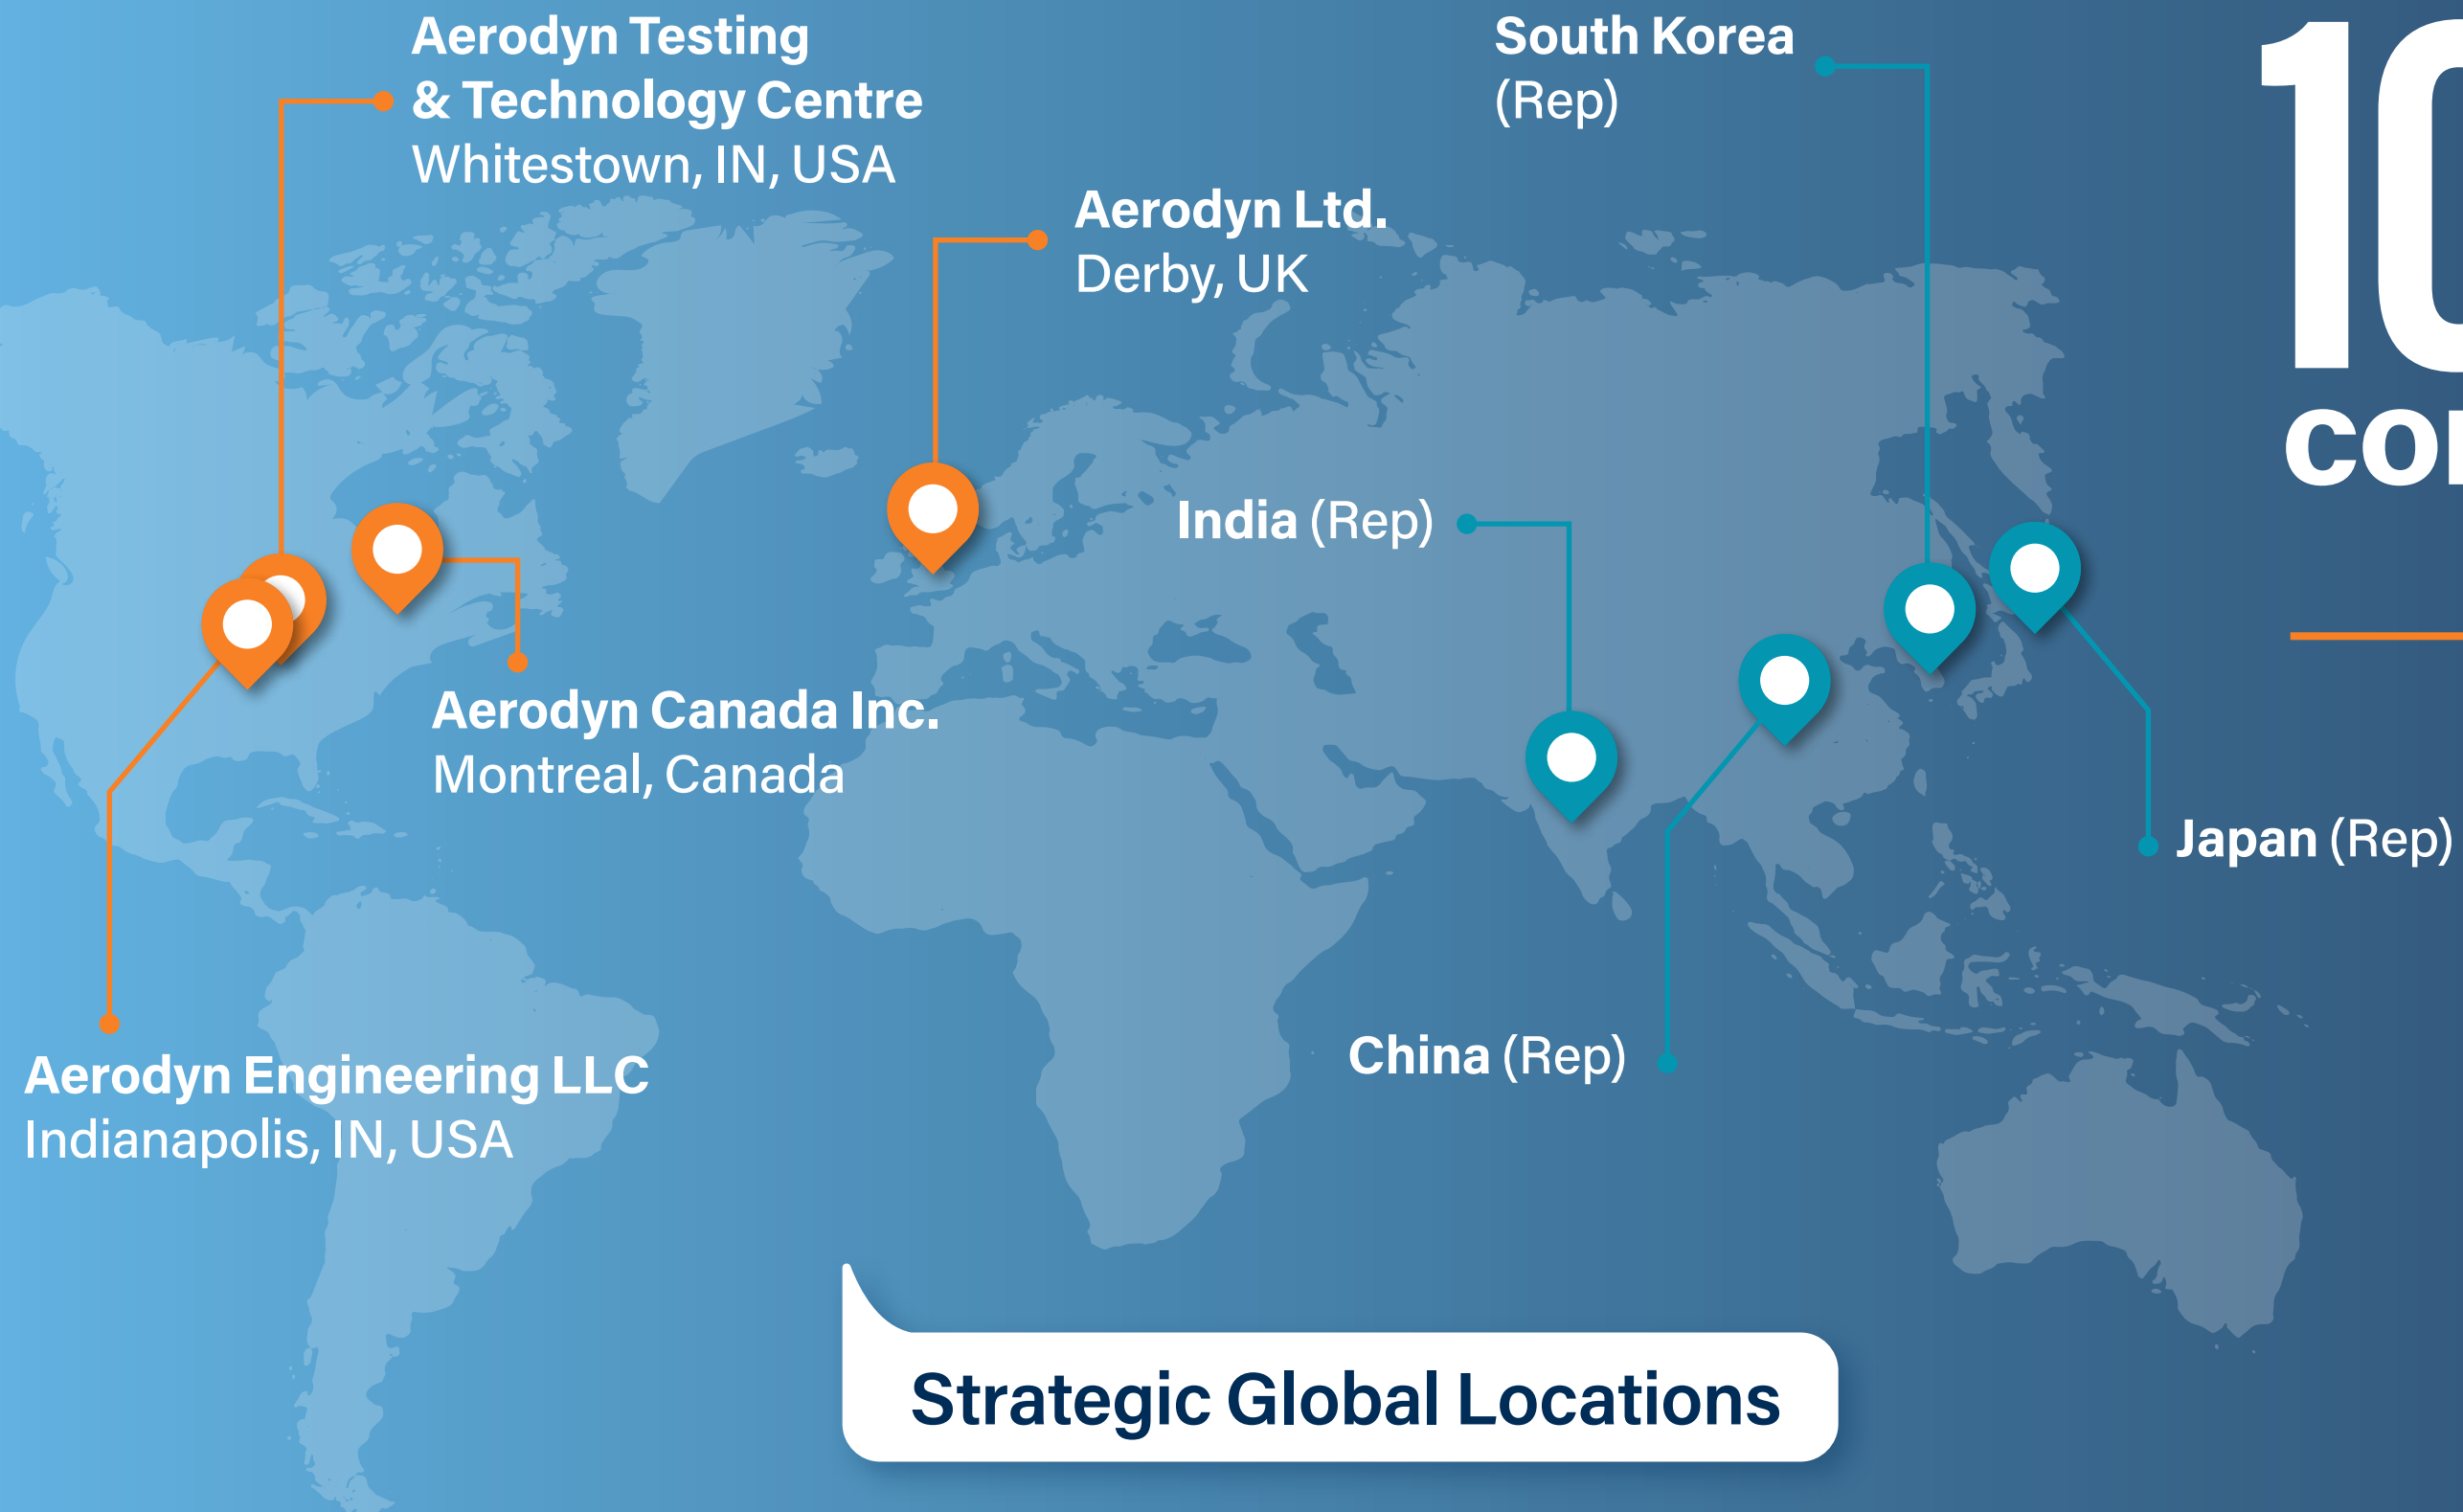 Aerodyn Testing
& Technology Centre
Whitestown, IN, USA
South Korea
(Rep)
Aerodyn Ltd.
Derby, UK
India (Rep)
Aerodyn Canada Inc.
Montreal, Canada
Japan (Rep)
China (Rep)
Aerodyn Engineering LLC
Indianapolis, IN, USA
Strategic Global Locations